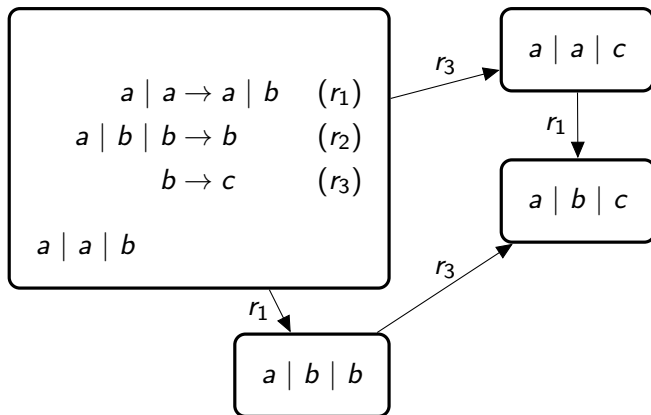 a | a → a | b (r₁)
a | b | b → b (r₂)
b → c (r₃)
a | a | b
r₃
a | a | c
r₁
a | b | c
r₁
r₃
a | b | b